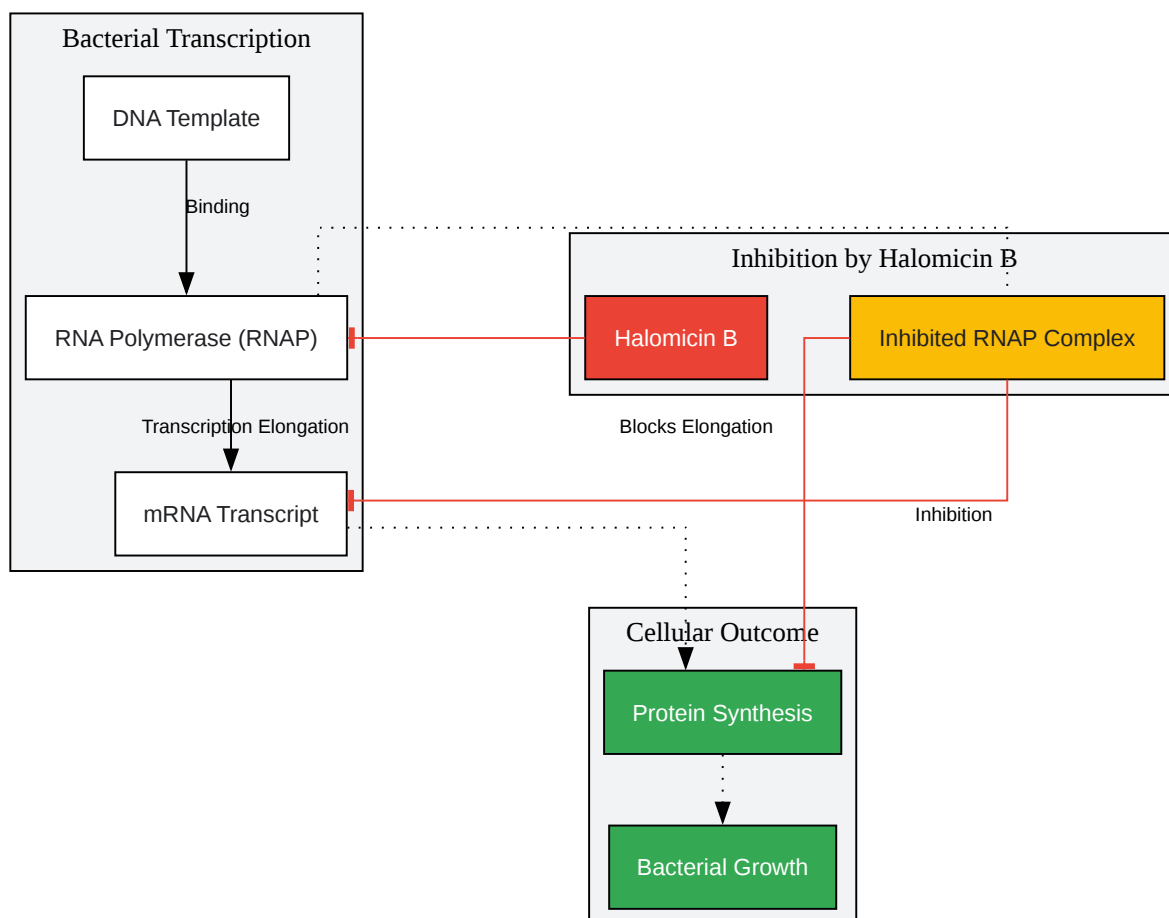 Bacterial Transcription
DNA Template
Binding
Inhibition by Halomicin B
RNA Polymerase (RNAP)
Halomicin B
Inhibited RNAP Complex
Transcription Elongation
Blocks Elongation
mRNA Transcript
Inhibition
Cellular Outcome
Protein Synthesis
Bacterial Growth